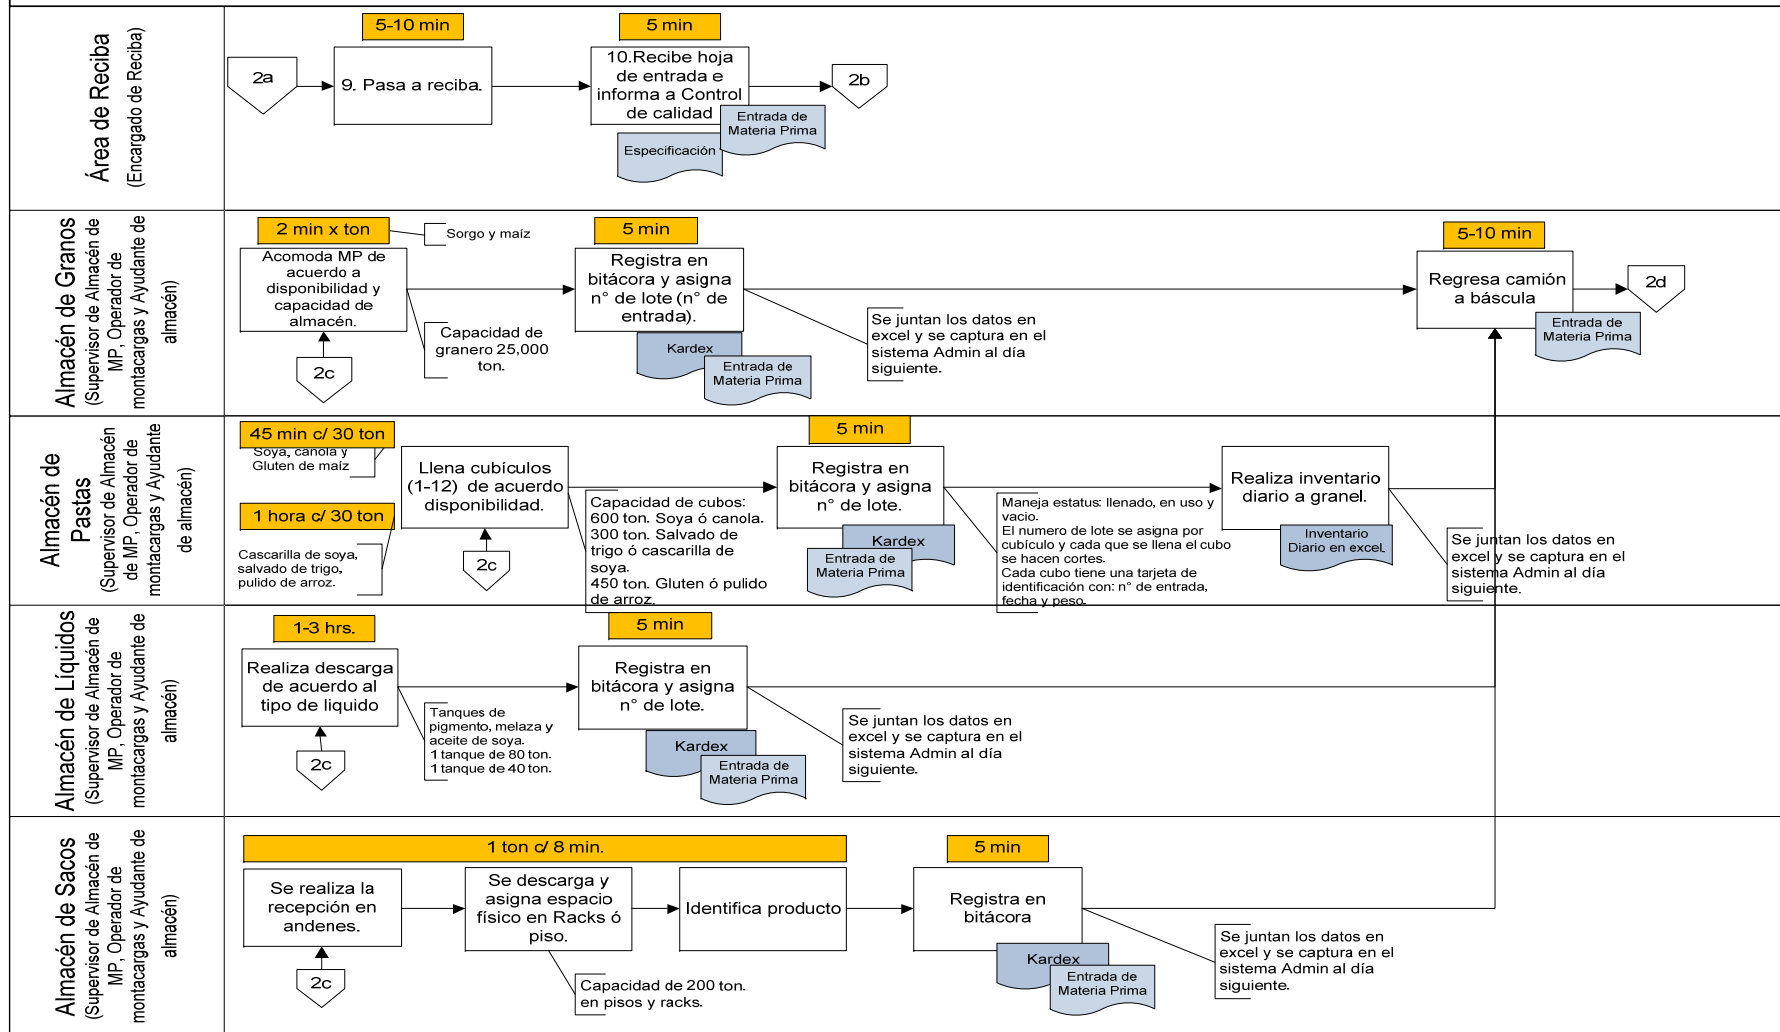 Área de Reciba
(Encargado de Reciba)
5-10 min
5 min
2a
9. Pasa a reciba.
10.Recibe hoja
de entrada e
informa a Control
de calidad
2b
Entrada de
Materia Prima
Especificación
Almacén de Granos
(Supervisor de Almacén de
MP, Operador de
montacargas y Ayudante de
almacén)
2 min x ton
Sorgo y maíz
Acomoda MP de
acuerdo a
disponibilidad y
capacidad de
almacén.
2c
Capacidad de
granero 25,000
ton.
5 min
Registra en
bitácora y asigna
n° de lote (n° de
entrada).
Kardex
Entrada de
Materia Prima
Se juntan los datos en
excel y se captura en el
sistema Admin al día
siguiente.
5-10 min
Regresa camión
a báscula
Entrada de
Materia Prima
2d
Almacén de
Pastas
(Supervisor de Almacén
de MP, Operador de
montacargas y Ayudante
de almacén)
45 min c/ 30 ton
Soya, canola y
Gluten de maíz
1 hora c/ 30 ton
Cascarilla de soya,
salvado de trigo,
pulido de arroz.
Llena cubículos
(1-12) de acuerdo
disponibilidad.
2c
Capacidad de cubos:
600 ton. Soya ó canola.
300 ton. Salvado de
trigo ó cascarilla de
soya.
450 ton. Gluten ó pulido
de arroz.
5 min
Registra en
bitácora y asigna
n° de lote.
Kardex
Entrada de
Materia Prima
Maneja estatus: llenado, en uso y
vacio.
El numero de lote se asigna por
cubículo y cada que se llena el cubo
se hacen cortes.
Cada cubo tiene una tarjeta de
identificación con: n° de entrada,
fecha y peso.
Realiza inventario
diario a granel.
Inventario
Diario en excel.
Se juntan los datos en
excel y se captura en el
sistema Admin al día
siguiente.
Almacén de Líquidos
(Supervisor de Almacén de
MP, Operador de
montacargas y Ayudante de
almacén)
1-3 hrs.
Realiza descarga
de acuerdo al
tipo de liquido
2c
Tanques de
pigmento, melaza y
aceite de soya.
1 tanque de 80 ton.
1 tanque de 40 ton.
5 min
Registra en
bitácora y asigna
n° de lote.
Kardex
Entrada de
Materia Prima
Se juntan los datos en
excel y se captura en el
sistema Admin al día
siguiente.
Almacén de Sacos
(Supervisor de Almacén de
MP, Operador de
montacargas y Ayudante de
almacén)
1 ton c/ 8 min.
Se realiza la
recepción en
andenes.
2c
Se descarga y
asigna espacio
físico en Racks ó
piso.
Capacidad de 200 ton.
en pisos y racks.
Identifica producto
5 min
Registra en
bitácora
Kardex
Entrada de
Materia Prima
Se juntan los datos en
excel y se captura en el
sistema Admin al día
siguiente.